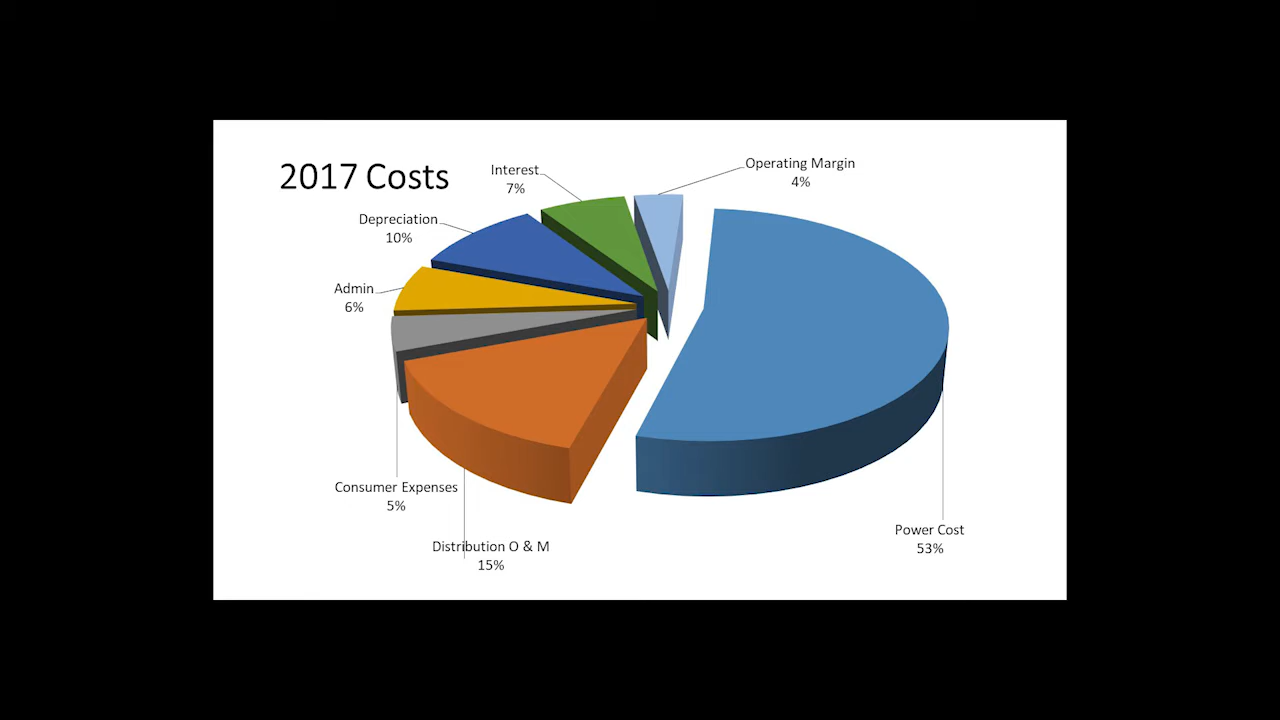 2017 Costs
Interest
7%
Operating Margin
4%
Depreciation
10%
Admin
6%
Consumer Expenses
5%
Distribution O & M
15%
Power Cost
53%